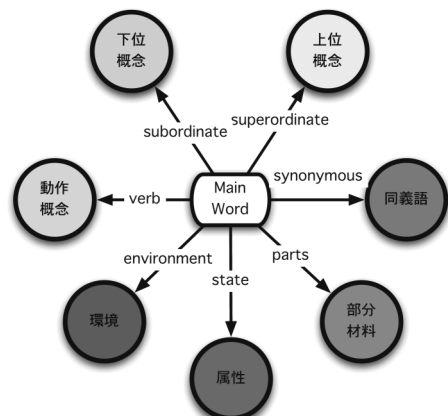 下位
概念
上位
概念
subordinate
superordinate
動作
概念
verb
Main
Word
synonymous
同義語
environment
state
parts
環境
属性
部分
材料